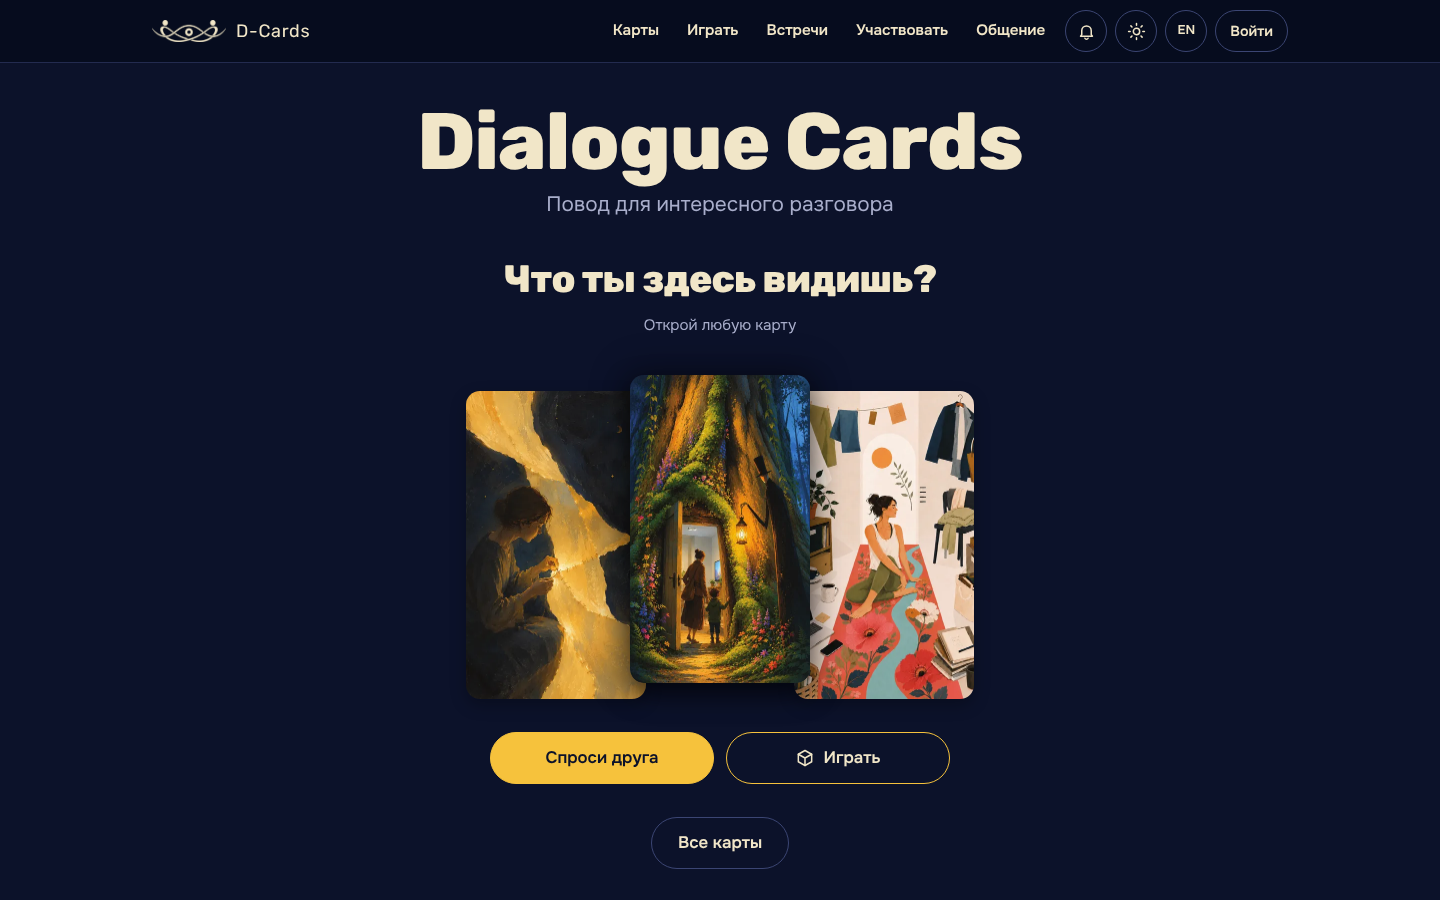 D-Cards
Карты Играть Встречи Участвовать Общение EN Войти
Dialogue Cards
Повод для интересного разговора
Что ты здесь видишь?
Открой любую карту
Спроси друга
Играть
Все карты